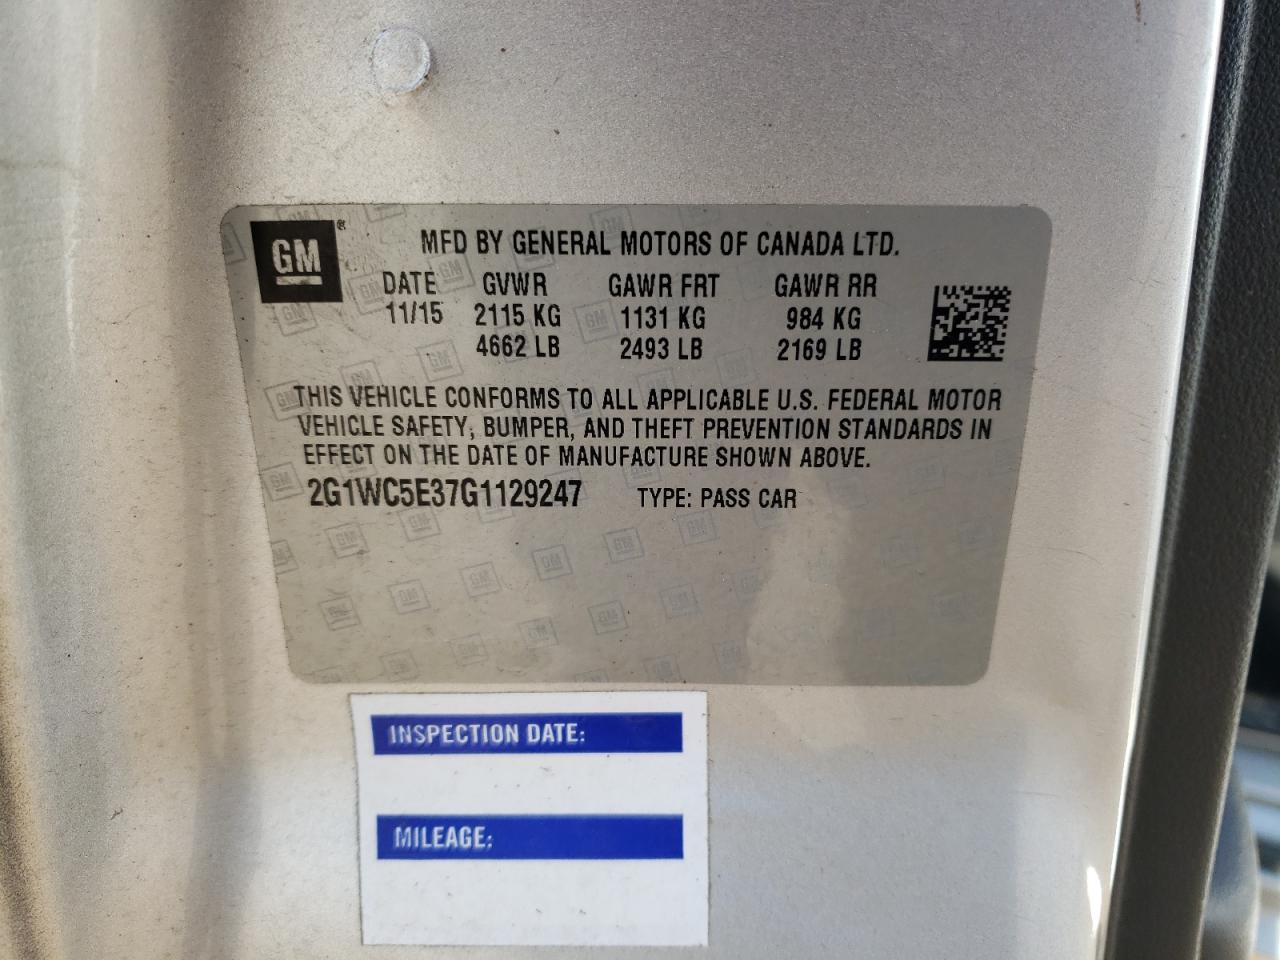 GM®
MFD BY GENERAL MOTORS OF CANADA LTD.
DATE GVWR GAWR FRT GAWR RR
11/15 2115 KG 1131 KG 984 KG
4662 LB 2493 LB 2169 LB
THIS VEHICLE CONFORMS TO ALL APPLICABLE U.S. FEDERAL MOTOR
VEHICLE SAFETY, BUMPER, AND THEFT PREVENTION STANDARDS IN
EFFECT ON THE DATE OF MANUFACTURE SHOWN ABOVE.
2G1WC5E37G1129247 TYPE: PASS CAR
INSPECTION DATE:
MILEAGE: